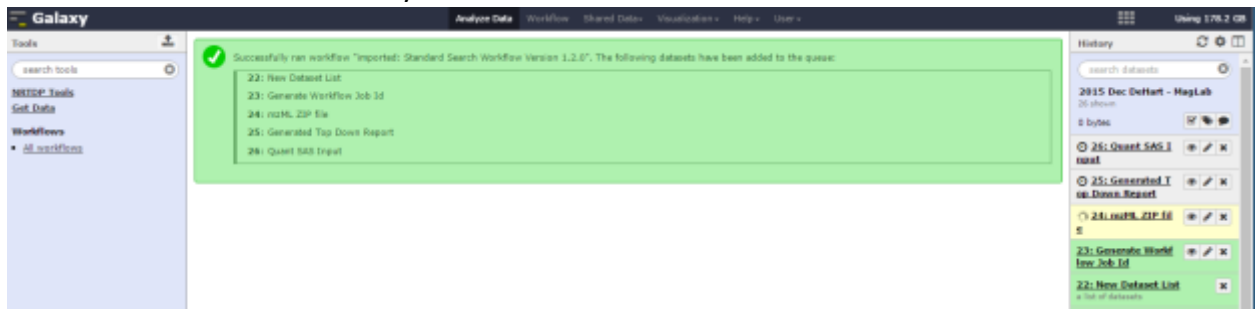 Galaxy
Analyze Data Workflow Shared Data Visualization Help User
Using 178.2 GB
Tools
search tools
NRTDP Tools
Get Data
Workflows
All workflows
Successfully ran workflow "Imported: Standard Search Workflow Version 1.2.0". The following datasets have been added to the queue:
22: New Dataset List
23: Generate Workflow Job Id
24: mzML ZIP file
25: Generated Top Down Report
26: Quant SAS Input
History
search datasets
2015 Dec DeHart - MagLab
26 shown
0 bytes
26: Quant SAS I
nput
25: Generated T
op Down Report
24: mzML ZIP fil
e
23: Generate Workf
low Job Id
22: New Dataset List
a list of datasets